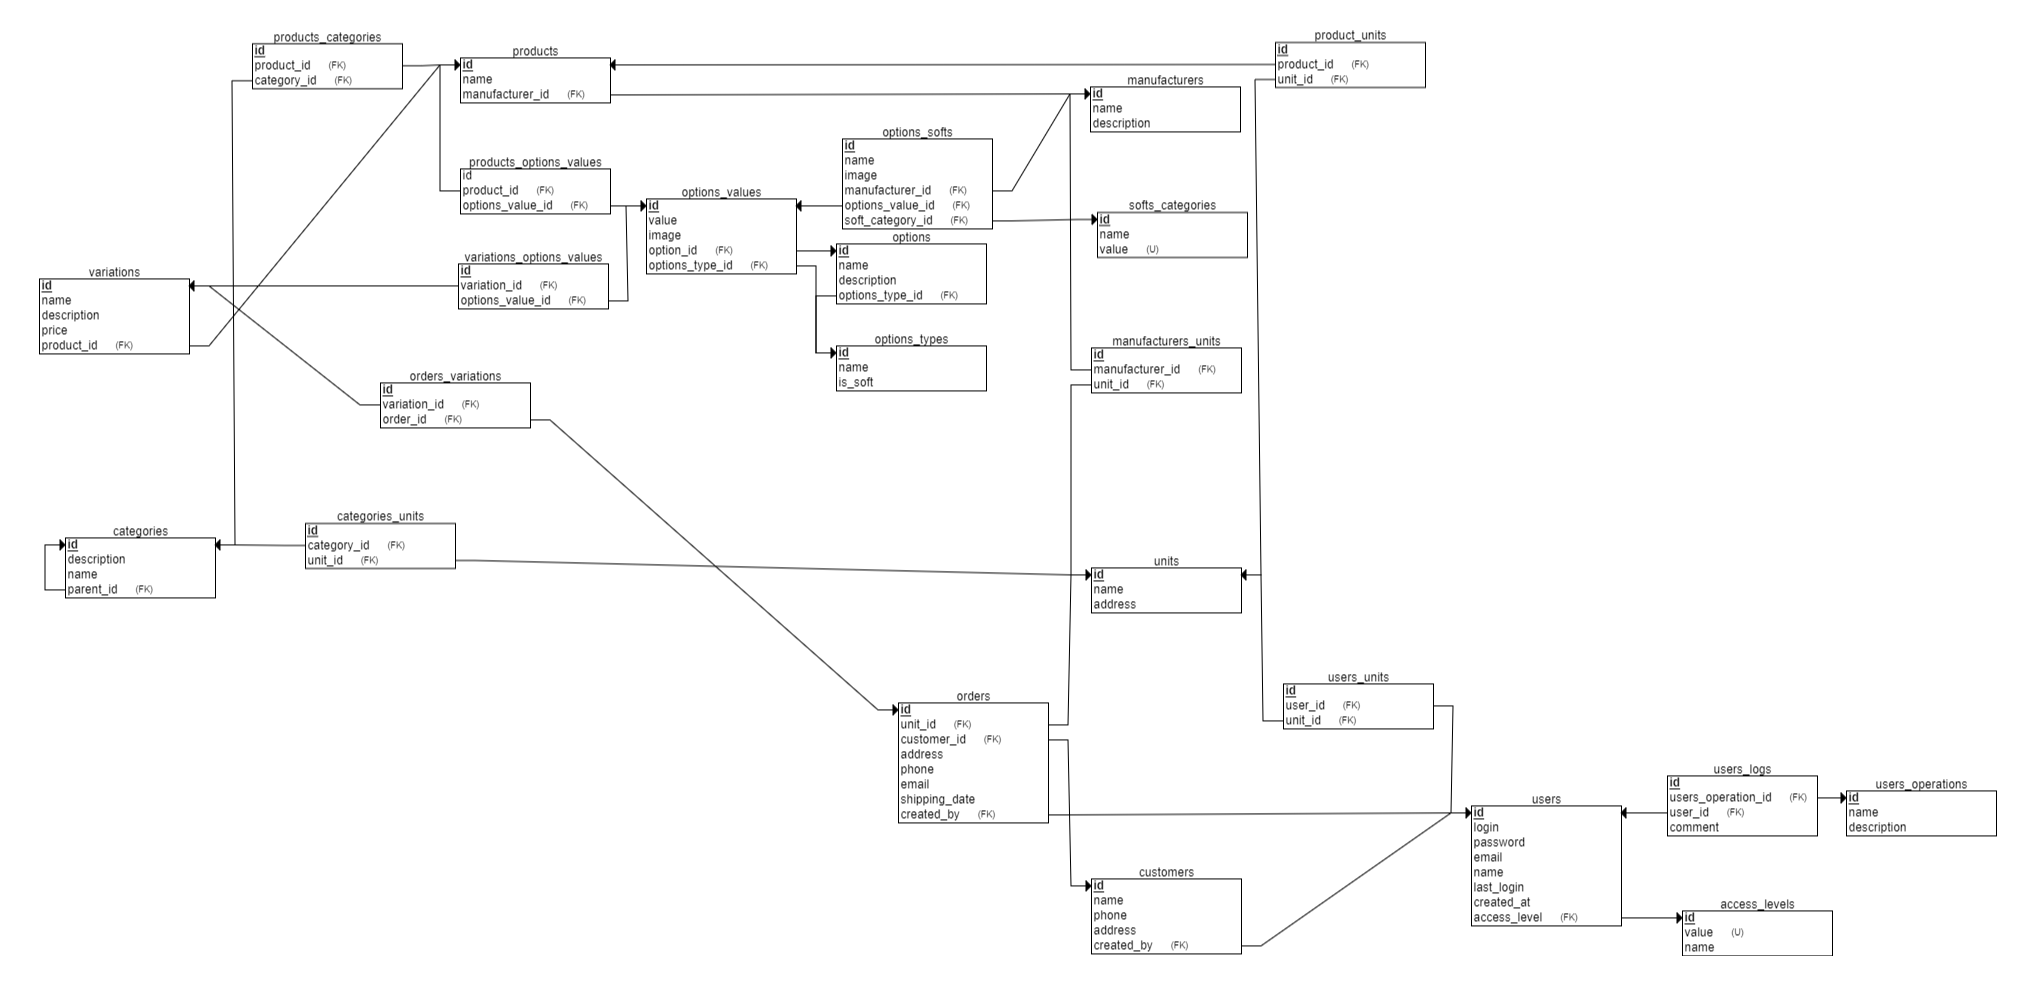 products_categories
id
product_id (FK)
category_id (FK)
products
id
name
manufacturer_id (FK)
product_units
id
product_id (FK)
unit_id (FK)
manufacturers
id
name
description
options_softs
id
name
image
manufacturer_id (FK)
options_value_id (FK)
soft_category_id (FK)
products_options_values
id
product_id (FK)
options_value_id (FK)
options_values
id
value
image
option_id (FK)
options_type_id (FK)
softs_categories
id
name
value (U)
options
id
name
description
options_type_id (FK)
variations_options_values
id
variation_id (FK)
options_value_id (FK)
variations
id
name
description
price
product_id (FK)
options_types
id
name
is_soft
manufacturers_units
id
manufacturer_id (FK)
unit_id (FK)
orders_variations
id
variation_id (FK)
order_id (FK)
categories_units
id
category_id (FK)
unit_id (FK)
categories
id
description
name
parent_id (FK)
units
id
name
address
users_units
id
user_id (FK)
unit_id (FK)
orders
id
unit_id (FK)
customer_id (FK)
address
phone
email
shipping_date
created_by (FK)
users_logs
id
users_operation_id (FK)
user_id (FK)
comment
users_operations
id
name
description
users
id
login
password
email
name
last_login
created_at
access_level (FK)
customers
id
name
phone
address
created_by (FK)
access_levels
id
value (U)
name